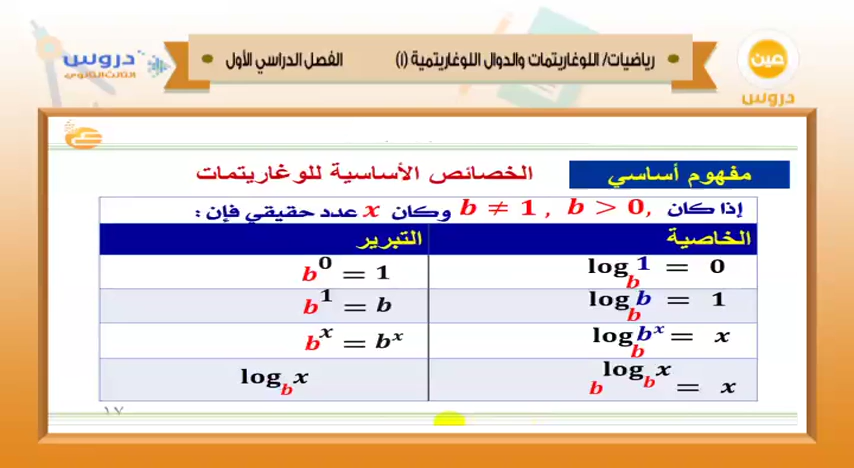 رياضيات/ اللوغاريتمات والدوال اللوغاريتمية (١) الفصل الدراسي الأول
عين
دروس
دروس
الثالث الثانوي
مفهوم أساسي
الخصائص الأساسية للوغاريتمات
إذا كان b > 0, b ≠ 1 , وكان x عدد حقيقي فإن :
الخاصية التبرير
log_b 1 = 0 b^0 = 1
log_b b = 1 b^1 = b
log_b b^x = x b^x = b^x
b^(log_b x) = x log_b x
١٧